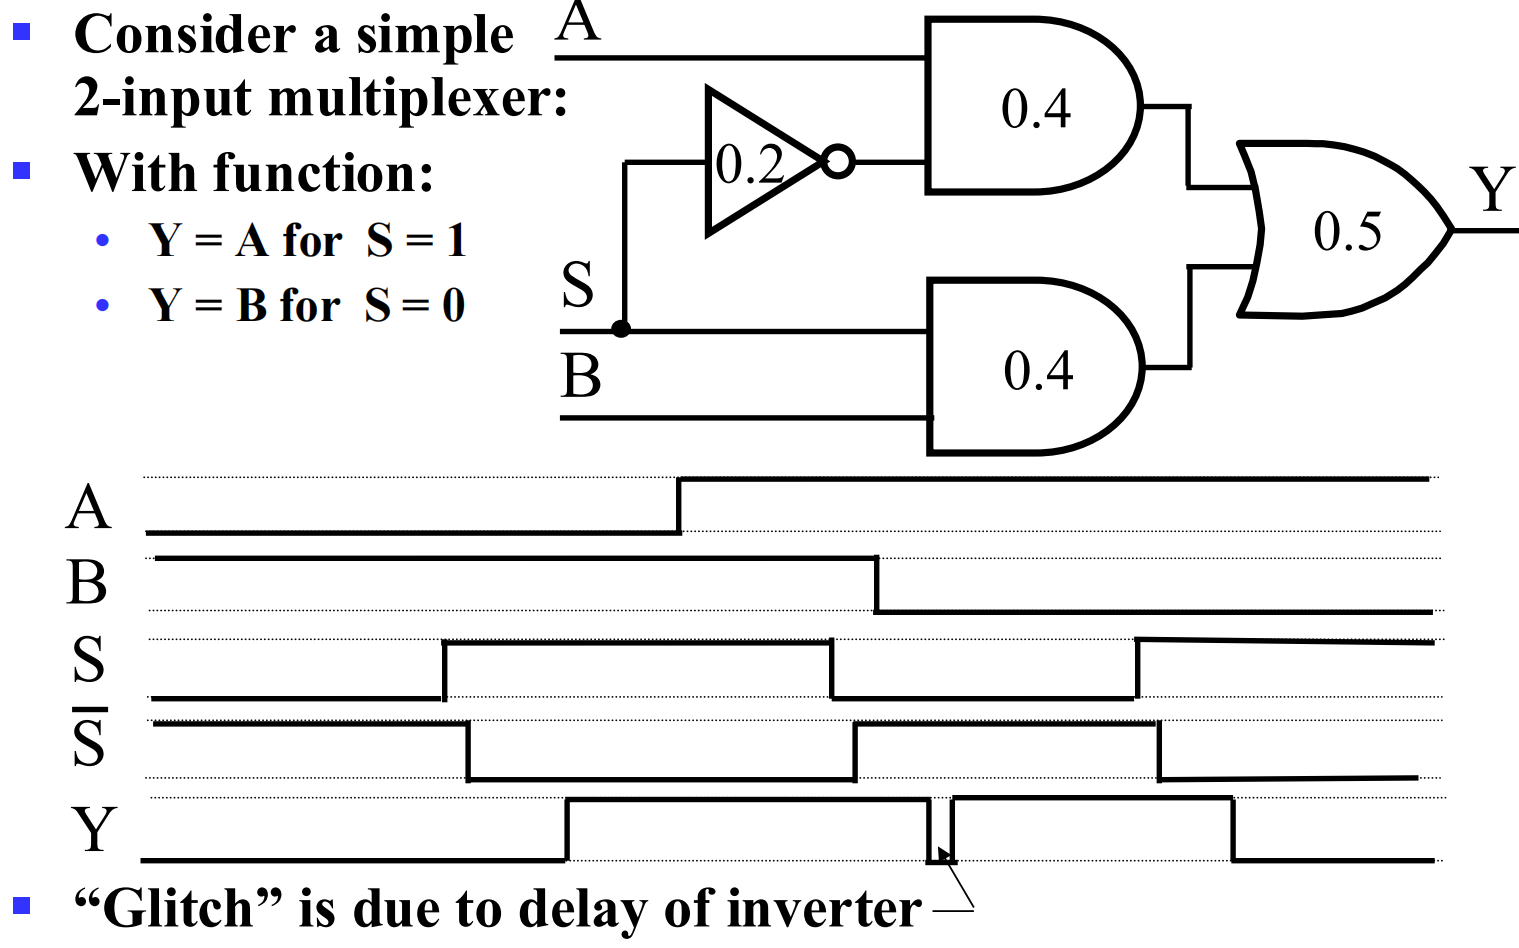 Consider a simple
2-input multiplexer:
With function:
Y = A for S = 1
Y = B for S = 0
A
0.4
0.2
S
B
0.4
0.5
Y
A
B
S
S̅
Y
“Glitch” is due to delay of inverter